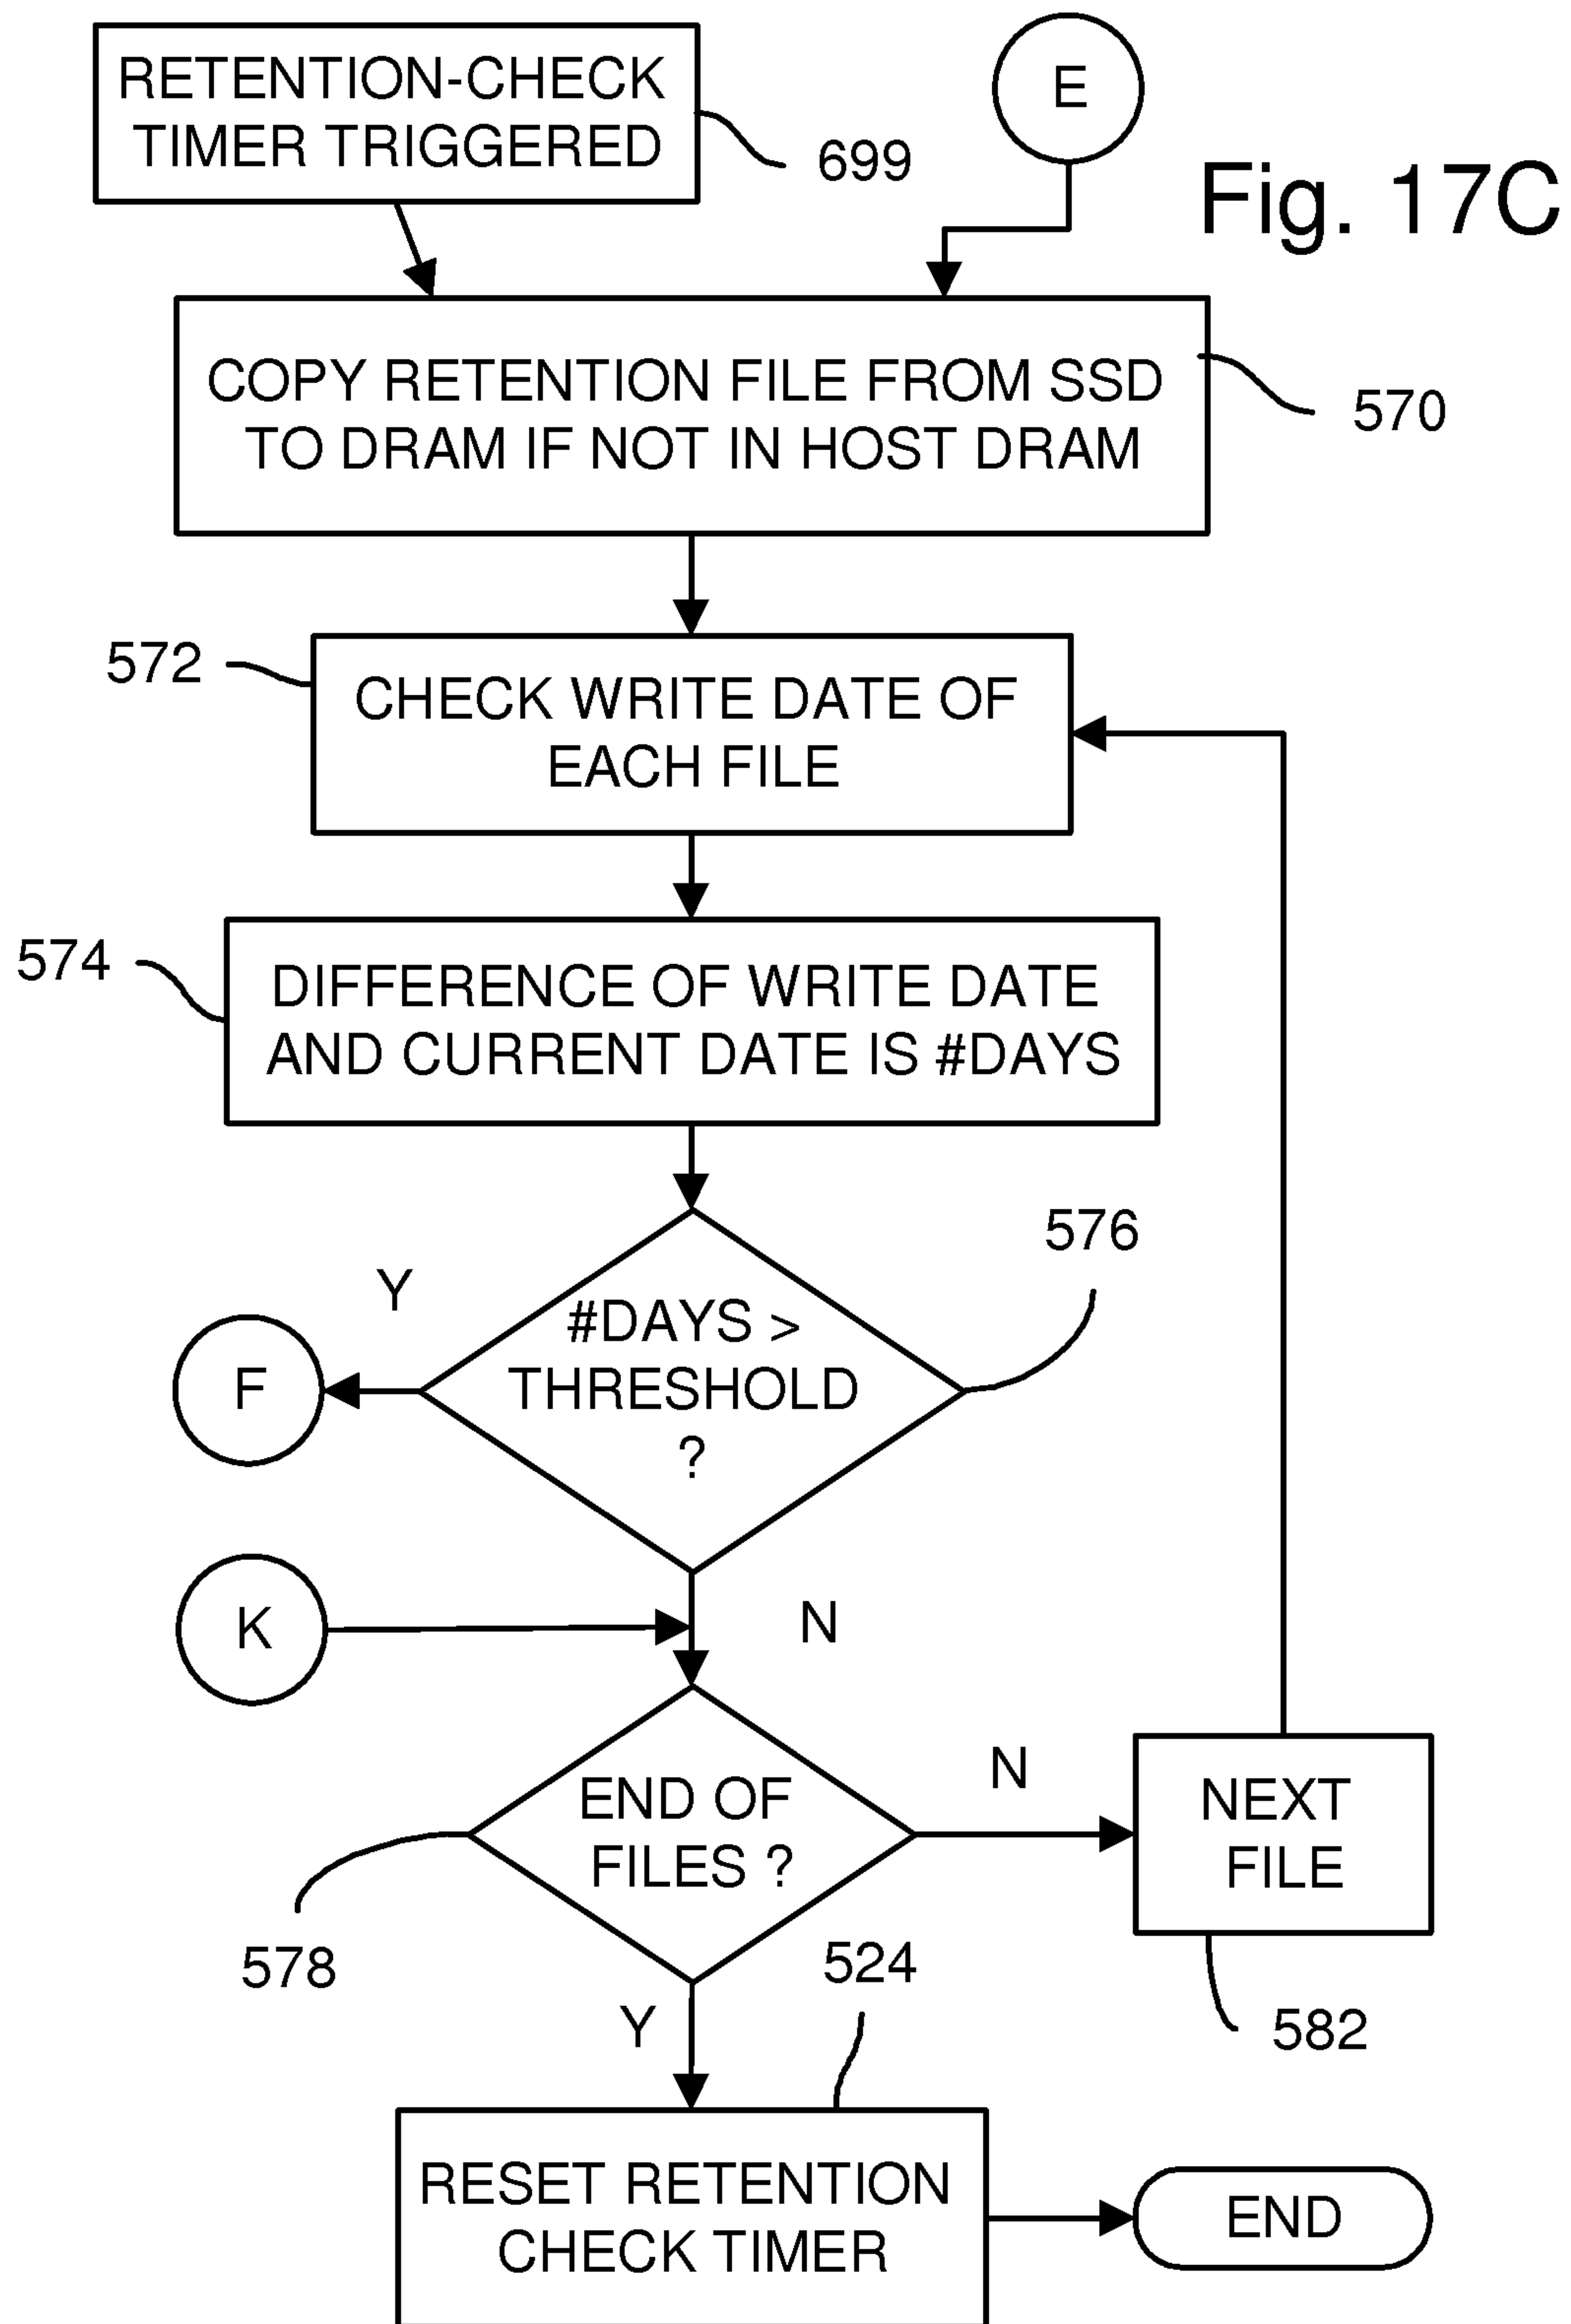 RETENTION-CHECK
TIMER TRIGGERED
699
E
Fig. 17C
COPY RETENTION FILE FROM SSD
TO DRAM IF NOT IN HOST DRAM
570
572
CHECK WRITE DATE OF
EACH FILE
574
DIFFERENCE OF WRITE DATE
AND CURRENT DATE IS #DAYS
576
Y
#DAYS >
THRESHOLD
?
F
K
N
END OF
FILES ?
N
NEXT
FILE
578
524
582
Y
RESET RETENTION
CHECK TIMER
END